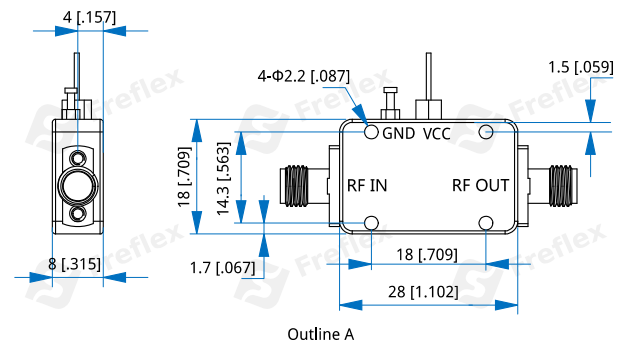 4 [.157]
4-Φ2.2 [.087]
1.5 [.059]
GND VCC
RF IN
RF OUT
18 [.709]
14.3 [.563]
8 [.315]
1.7 [.067]
18 [.709]
28 [1.102]
Outline A
Freflex
Freflex
Freflex
Freflex
Freflex
Freflex